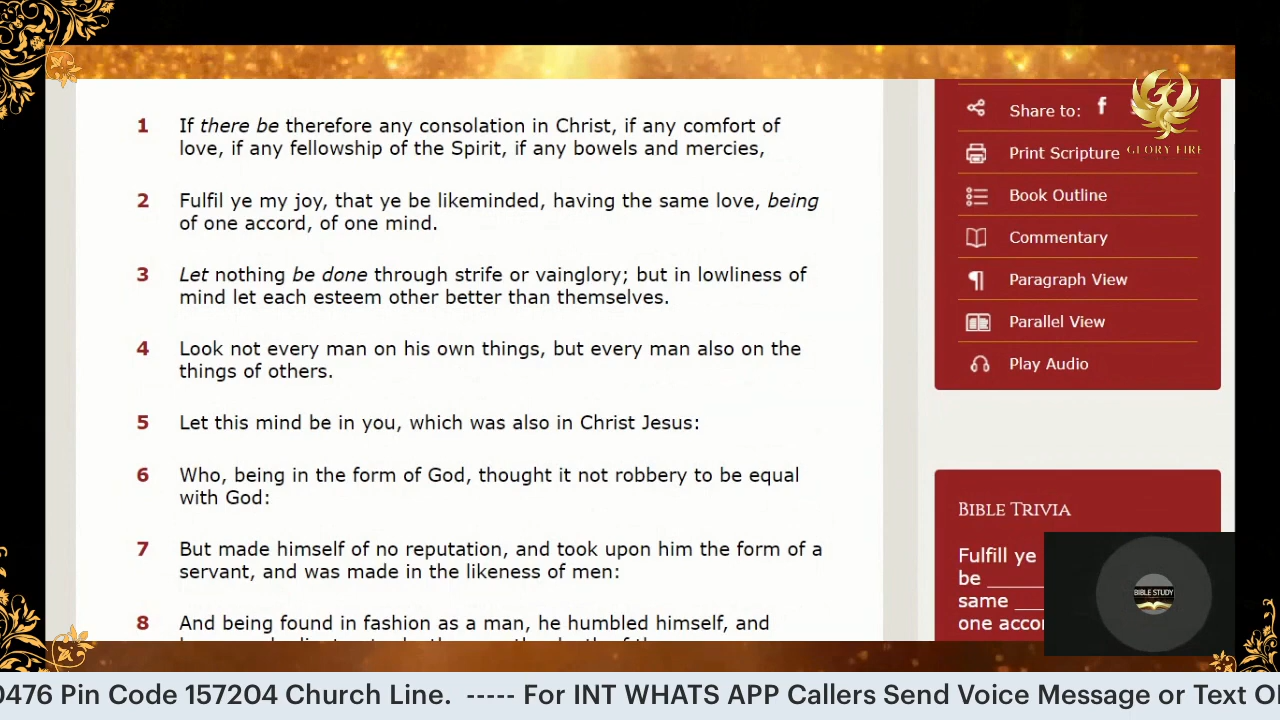 1 If there be therefore any consolation in Christ, if any comfort of
love, if any fellowship of the Spirit, if any bowels and mercies,
2 Fulfil ye my joy, that ye be likeminded, having the same love, being
of one accord, of one mind.
3 Let nothing be done through strife or vainglory; but in lowliness of
mind let each esteem other better than themselves.
4 Look not every man on his own things, but every man also on the
things of others.
5 Let this mind be in you, which was also in Christ Jesus:
6 Who, being in the form of God, thought it not robbery to be equal
with God:
7 But made himself of no reputation, and took upon him the form of a
servant, and was made in the likeness of men:
8 And being found in fashion as a man, he humbled himself, and
Share to:
Print Scripture
Book Outline
Commentary
Paragraph View
Parallel View
Play Audio
GLORY FIRE
BIBLE TRIVIA
Fulfill ye
be ______
same ____
one accor
BIBLE STUDY
0476 Pin Code 157204 Church Line. ----- For INT WHATS APP Callers Send Voice Message or Text